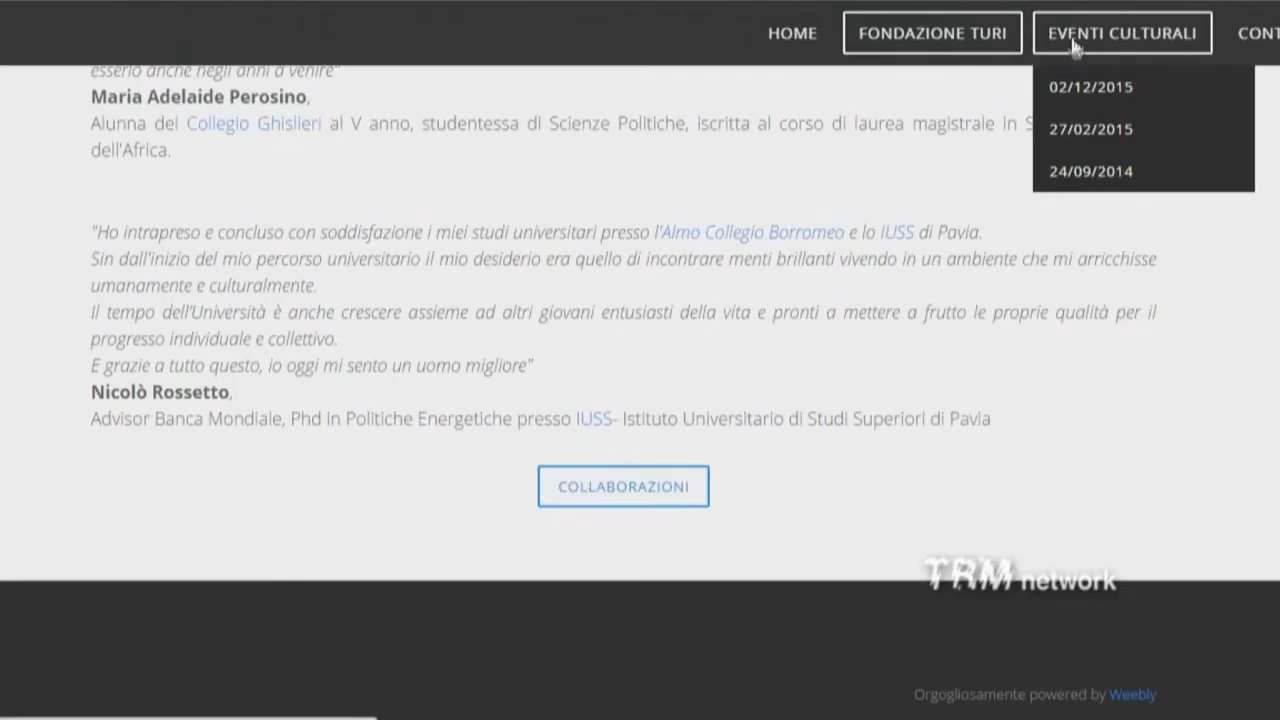 HOME
FONDAZIONE TURI
EVENTI CULTURALI
CONT
02/12/2015
27/02/2015
24/09/2014
esserlo anche negli anni a venire"
Maria Adelaide Perosino,
Alunna del Collegio Ghislieri al V anno, studentessa di Scienze Politiche, iscritta al corso di laurea magistrale in S
dell'Africa.
"Ho intrapreso e concluso con soddisfazione i miei studi universitari presso l'Almo Collegio Borromeo e lo IUSS di Pavia.
Sin dall'inizio del mio percorso universitario il mio desiderio era quello di incontrare menti brillanti vivendo in un ambiente che mi arricchisse
umanamente e culturalmente.
Il tempo dell'Università è anche crescere assieme ad altri giovani entusiasti della vita e pronti a mettere a frutto le proprie qualità per il
progresso individuale e collettivo.
E grazie a tutto questo, io oggi mi sento un uomo migliore"
Nicolò Rossetto,
Advisor Banca Mondiale, Phd in Politiche Energetiche presso IUSS- Istituto Universitario di Studi Superiori di Pavia
COLLABORAZIONI
TRM network
Orgogliosamente powered by Weebly